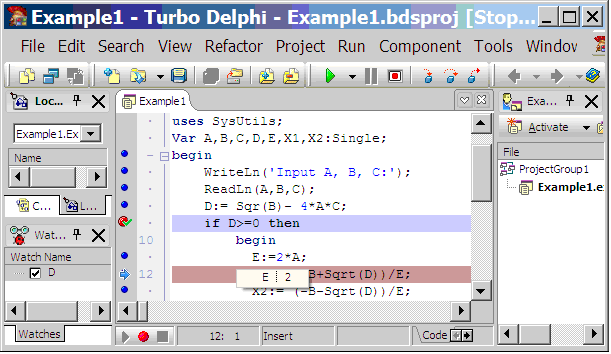 Example1 - Turbo Delphi - Example1.bdsproj [Stop...
File Edit Search View Refactor Project Run Component Tools Window
Loc...
Example1.Ex
Name
C...
L...
Wat...
Watch Name
D
Watches
Example1
uses SysUtils;
Var A,B,C,D,E,X1,X2:Single;
begin
WriteLn('Input A, B, C:');
ReadLn(A,B,C);
D:= Sqr(B)- 4*A*C;
if D>=0 then
10 begin
E:=2*A;
12 B+Sqrt(D))/E;
E 2
X2:= (-B-Sqrt(D))/E;
12: 1 Insert Code
Exa...
Activate
File
ProjectGroup1
Example1.e